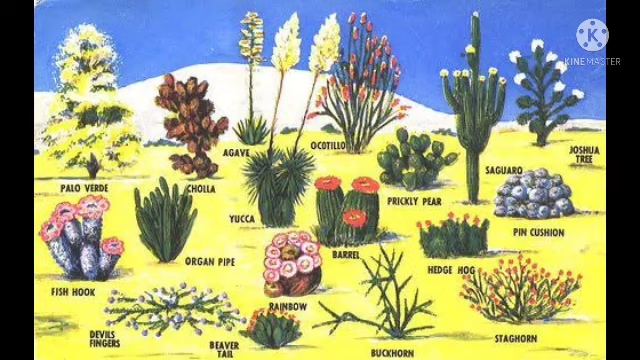 KINEMASTER
AGAVE
OCOTILLO
JOSHUA
TREE
PALO VERDE
CHOLLA
SAGUARO
PRICKLY PEAR
YUCCA
PIN CUSHION
ORGAN PIPE
BARREL
HEDGE HOG
FISH HOOK
RAINBOW
DEVILS
FINGERS
BEAVER
TAIL
BUCKHORN
STAGHORN